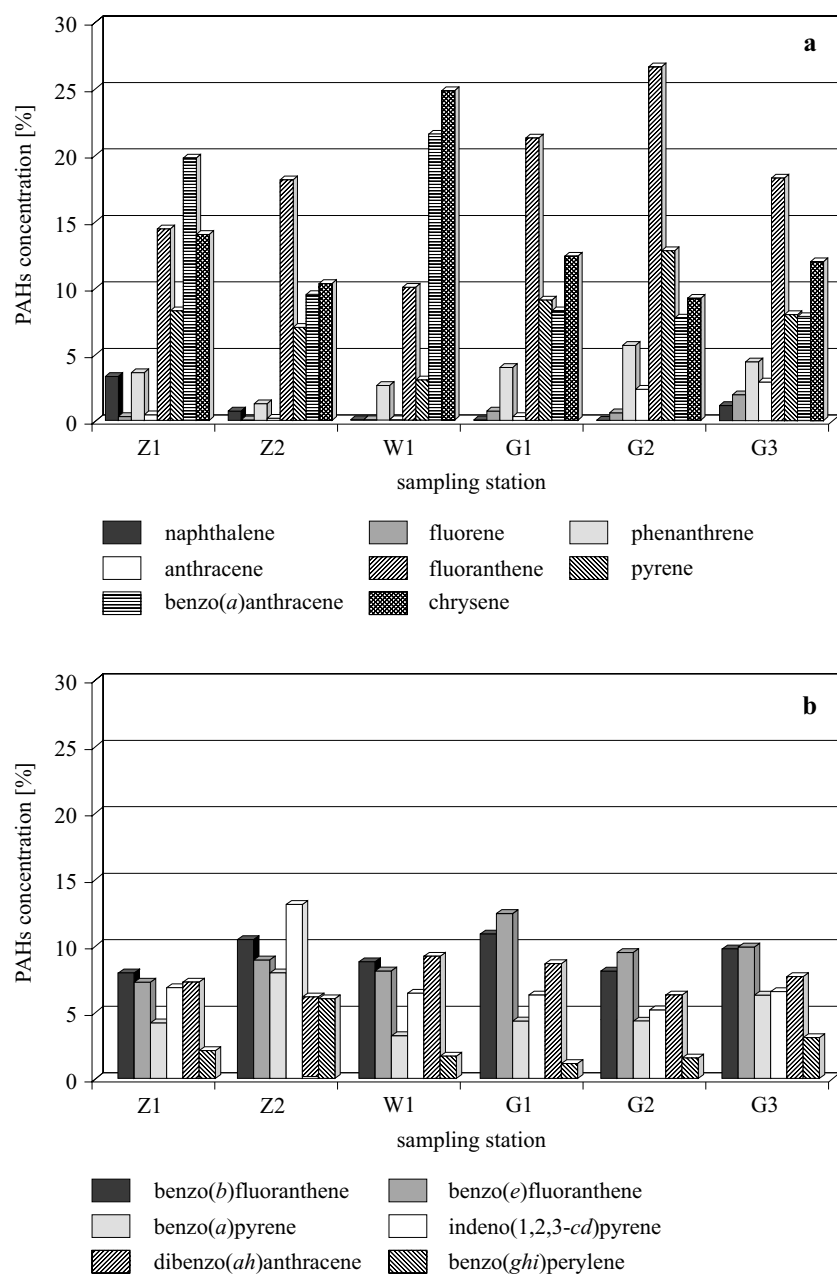 a
30
25
20
15
10
5
0
PAHs concentration [%]
Z1 Z2 W1 G1 G2 G3
sampling station
naphthalene fluorene phenanthrene
anthracene fluoranthene pyrene
benzo(a)anthracene chrysene
b
30
25
20
15
10
5
0
PAHs concentration [%]
Z1 Z2 W1 G1 G2 G3
sampling station
benzo(b)fluoranthene benzo(e)fluoranthene
benzo(a)pyrene indeno(1,2,3-cd)pyrene
dibenzo(ah)anthracene benzo(ghi)perylene